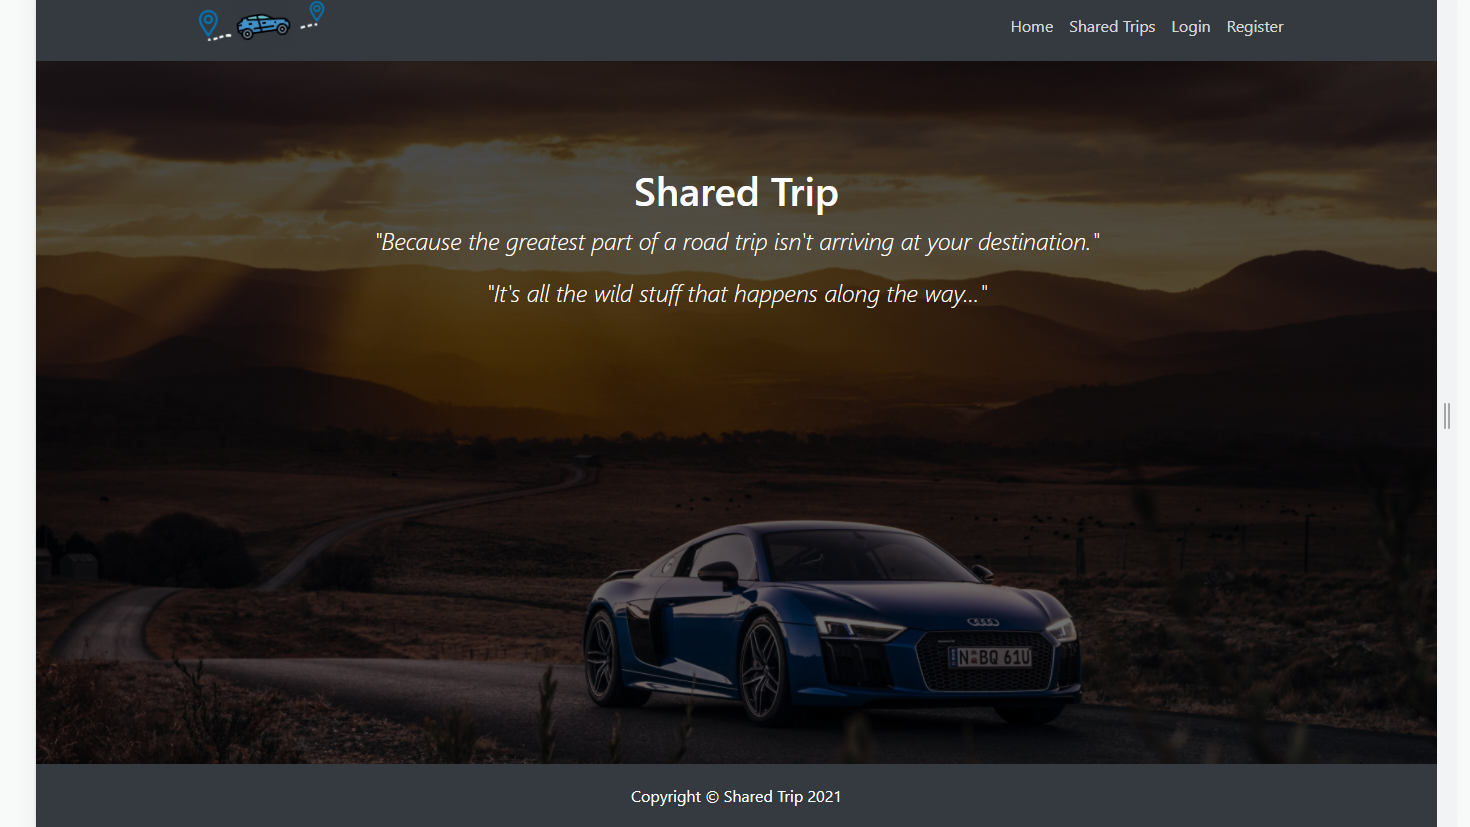 Home Shared Trips Login Register
Shared Trip
"Because the greatest part of a road trip isn't arriving at your destination."
"It's all the wild stuff that happens along the way..."
N•BQ 61U
Copyright © Shared Trip 2021